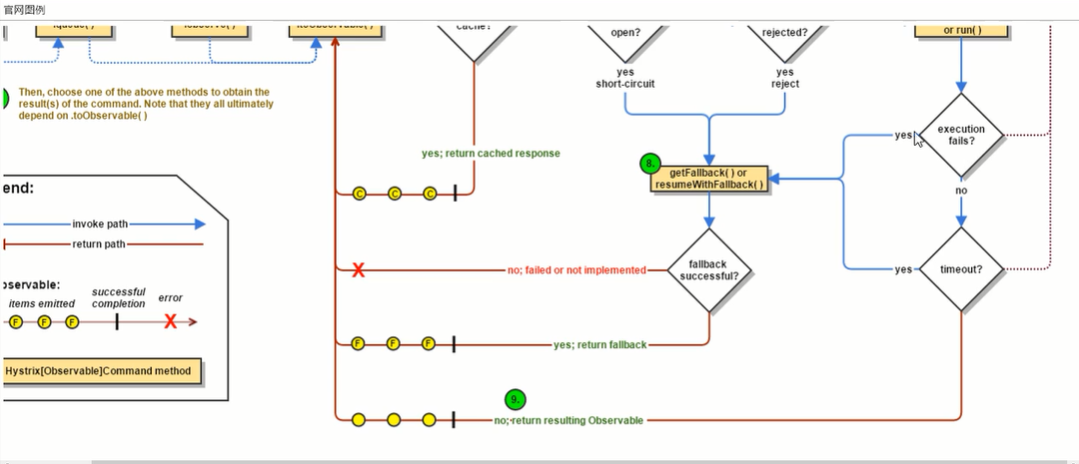 官网图例
cache?
open?
rejected?
or run( )
yes
short-circuit
yes
reject
Then, choose one of the above methods to obtain the
result(s) of the command. Note that they all ultimately
depend on .toObservable( )
yes
execution
fails?
yes; return cached response
8.
getFallback( ) or
resumeWithFallback( )
no
end:
invoke path
return path
fallback
successful?
no; failed or not implemented
yes
timeout?
bservable:
items emitted
successful
completion
error
C C C
X
F F F
X
F F F
yes; return fallback
Hystrix[Observable]Command method
9.
no; return resulting Observable